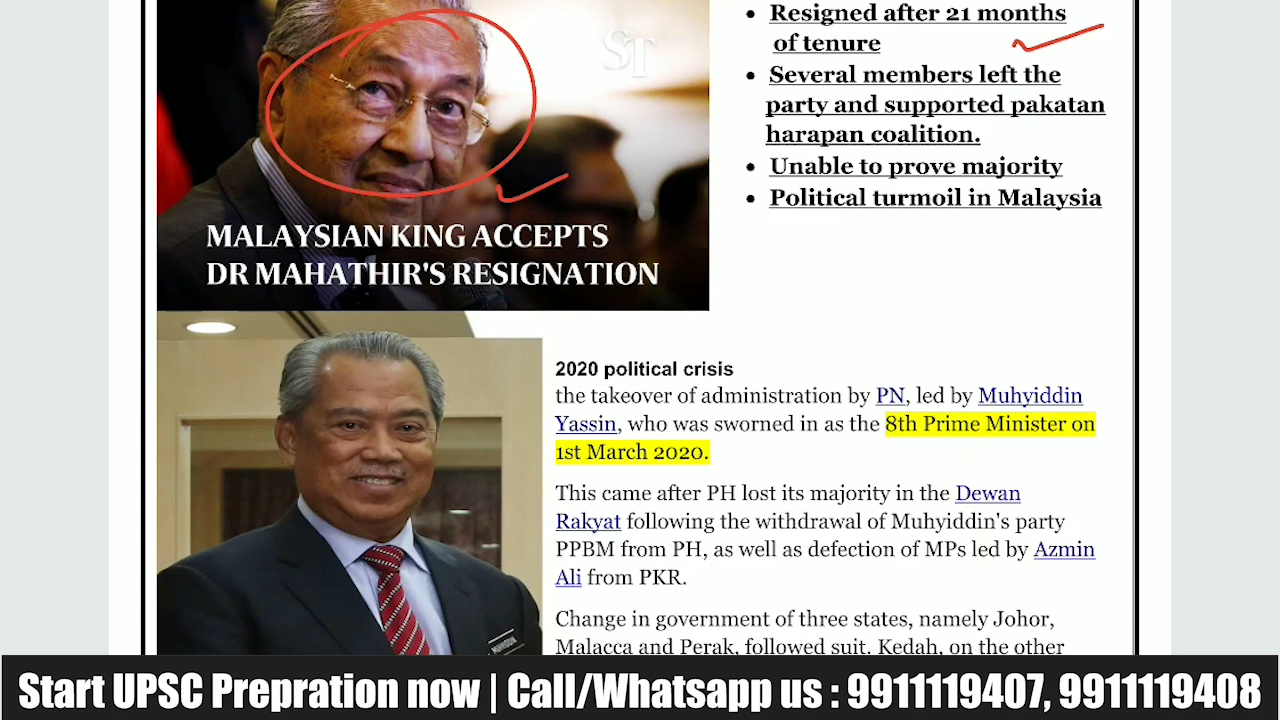 ST
MALAYSIAN KING ACCEPTS
DR MAHATHIR'S RESIGNATION
• Resigned after 21 months
of tenure
• Several members left the
party and supported pakatan
harapan coalition.
• Unable to prove majority
• Political turmoil in Malaysia
2020 political crisis
the takeover of administration by PN, led by Muhyiddin
Yassin, who was sworned in as the 8th Prime Minister on
1st March 2020.
This came after PH lost its majority in the Dewan
Rakyat following the withdrawal of Muhyiddin's party
PPBM from PH, as well as defection of MPs led by Azmin
Ali from PKR.
Change in government of three states, namely Johor,
Malacca and Perak, followed suit. Kedah, on the other
Start UPSC Prepration now | Call/Whatsapp us : 9911119407, 9911119408